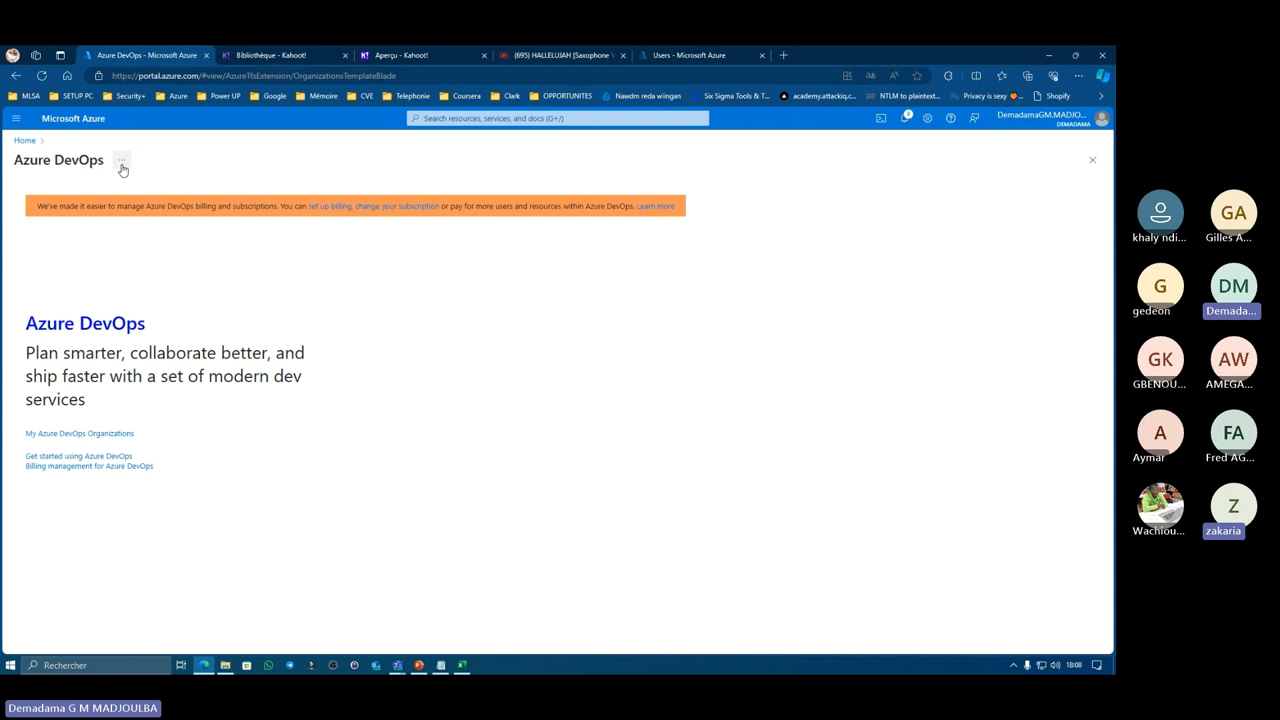 Azure DevOps - Microsoft Azure
Bibliothèque - Kahoot!
Aperçu - Kahoot!
(695) HALLELUJAH [Saxophone V
Users - Microsoft Azure
https://portal.azure.com/#view/AzureTfsExtension/OrganizationsTemplateBlade
MLSA
SETUP PC
Security+
Azure
Power UP
Google
Mémoire
CVE
Telephonie
Coursera
Clark
OPPORTUNITES
Nawdm reda wiingan
Six Sigma Tools & T...
academy.attackiq.c...
NTLM to plaintext...
Privacy is sexy
Shopify
Microsoft Azure
Search resources, services, and docs (G+/)
DemadamaGM.MADJO...
DEMADAMA
Home
Azure DevOps
...
We've made it easier to manage Azure DevOps billing and subscriptions. You can set up billing, change your subscription or pay for more users and resources within Azure DevOps. Learn more
Azure DevOps
Plan smarter, collaborate better, and
ship faster with a set of modern dev
services
My Azure DevOps Organizations
Get started using Azure DevOps
Billing management for Azure DevOps
Rechercher
18:08
GA
khaly ndi...
Gilles A...
G
DM
gedeon
Demada...
GK
AW
GBENOU...
AMEGA...
A
FA
Aymar
Fred AG...
Z
Wachiou...
zakaria
Demadama G M MADJOULBA